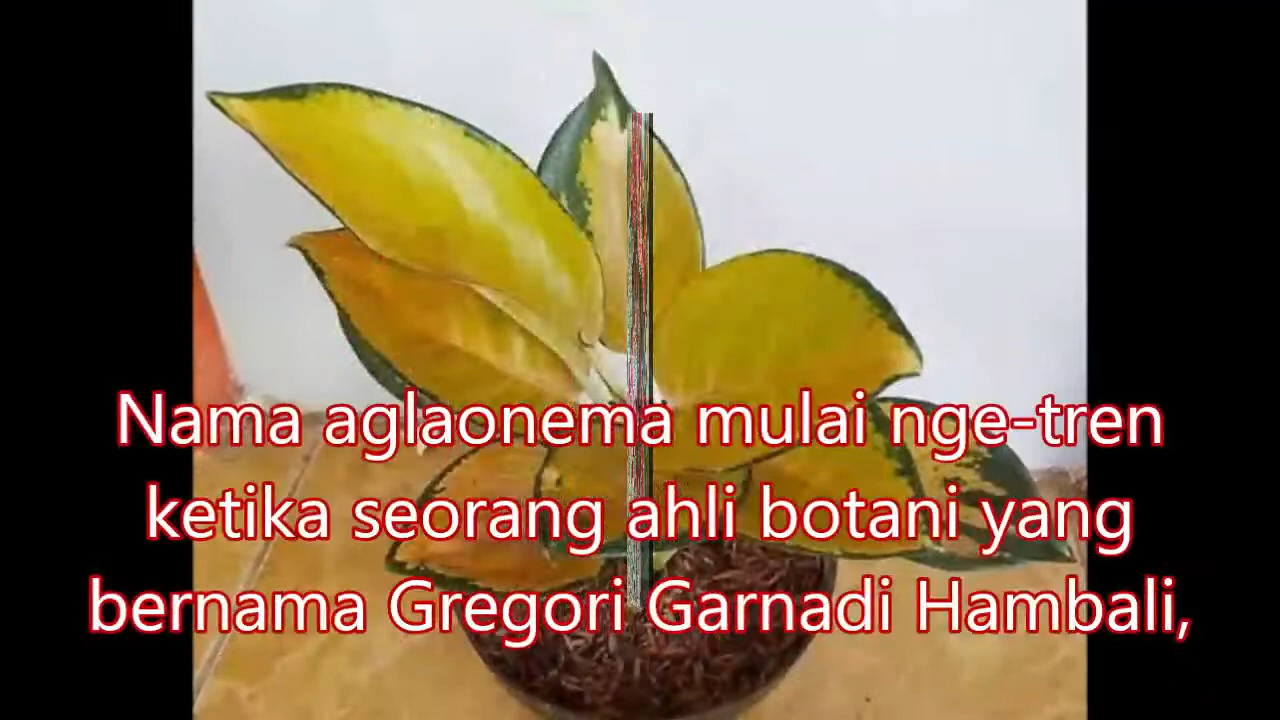 Nama aglaonema mulai nge-tren
ketika seorang ahli botani yang
bernama Gregori Garnadi Hambali,